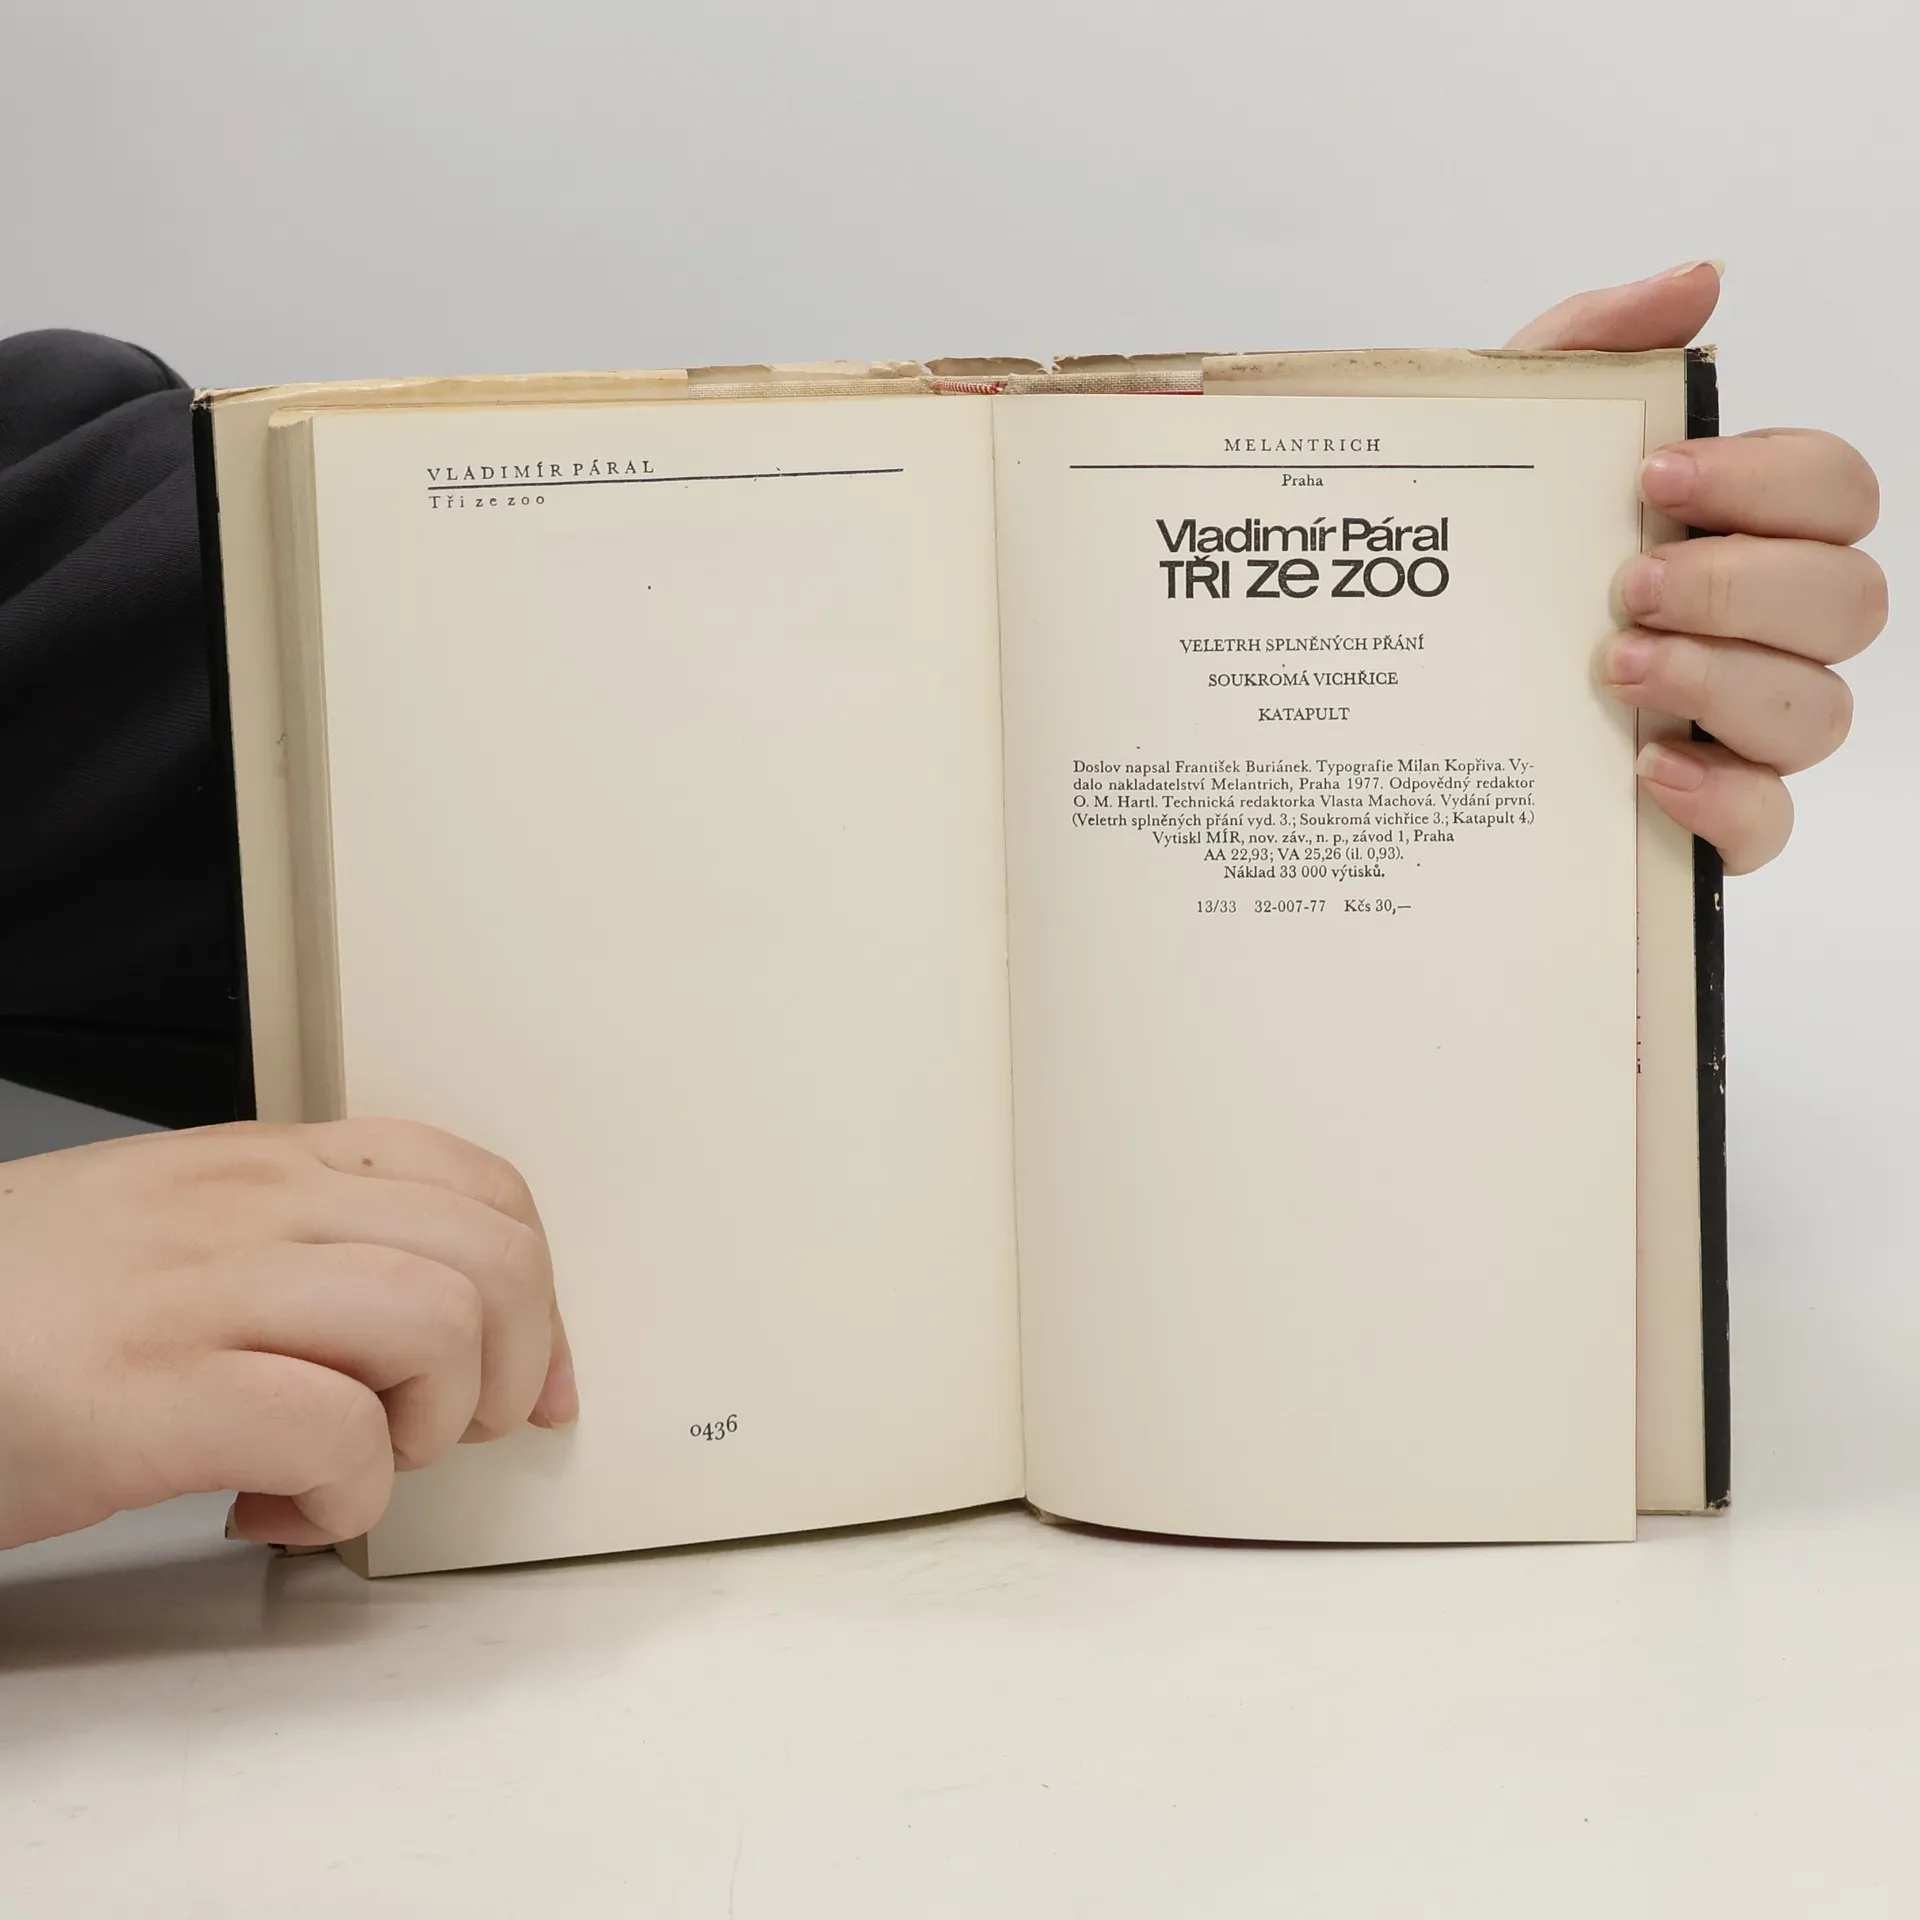 VLADIMÍR PÁRAL
Tři ze zoo
0436
MELANTRICH
Praha
Vladimír Páral
TŘI ze zoo
VELETRH SPLNĚNÝCH PŘÁNÍ
SOUKROMÁ VICHŘICE
KATAPULT
Doslov napsal František Buriánek. Typografie Milan Kopřiva. Vy-
dalo nakladatelství Melantrich, Praha 1977. Odpovědný redaktor
O. M. Hartl. Technická redaktorka Vlasta Machová. Vydání první.
(Veletrh splněných přání vyd. 3.; Soukromá vichřice 3.; Katapult 4.)
Vytiskl MÍR, nov. záv., n. p., závod 1, Praha
AA 22,93; VA 25,26 (il. 0,93).
Náklad 33 000 výtisků.
13/33 32-007-77 Kčs 30,—